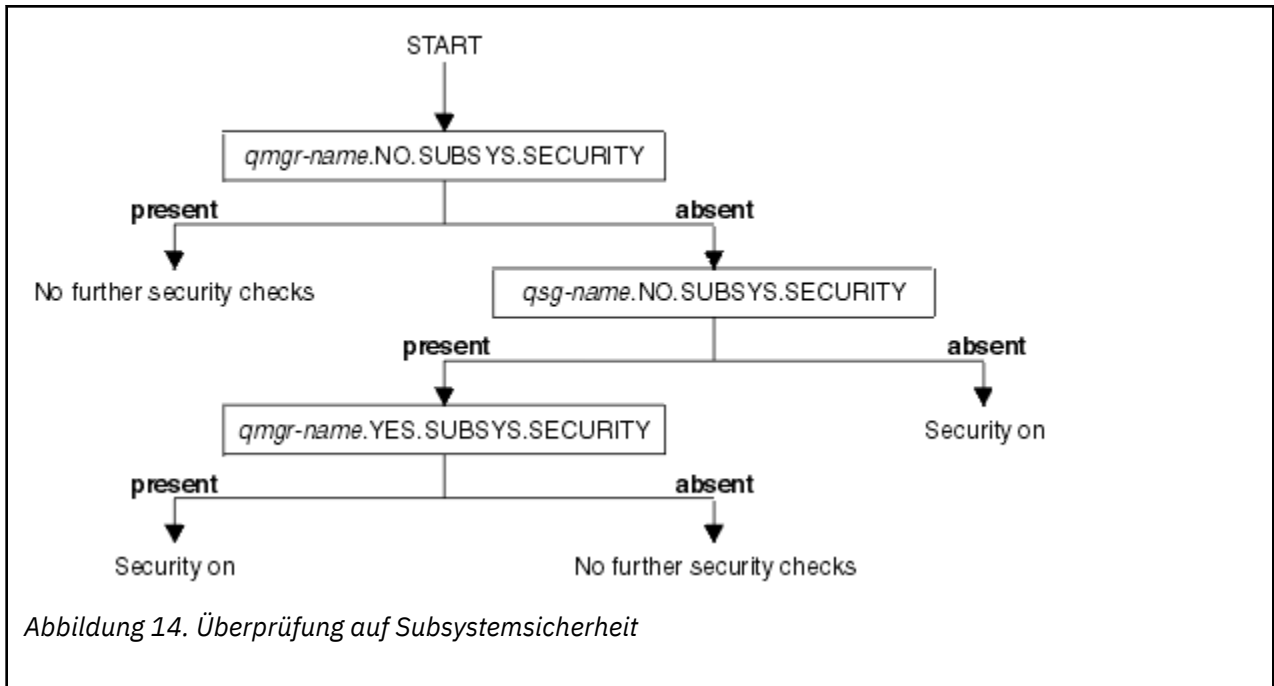 START
qmgr-name.NO.SUBSYS.SECURITY
present absent
No further security checks
qsg-name.NO.SUBSYS.SECURITY
present absent
qmgr-name.YES.SUBSYS.SECURITY
Security on
present absent
Security on
No further security checks
Abbildung 14. Überprüfung auf Subsystemsicherheit